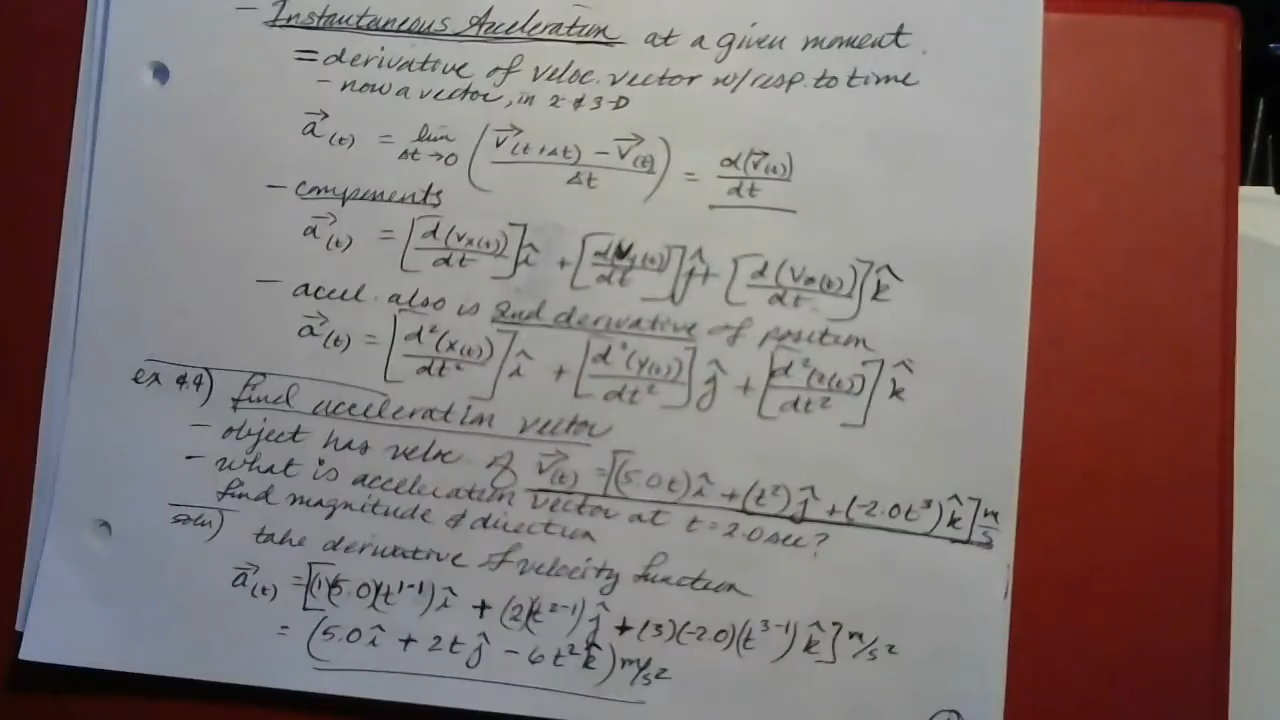 - Instantaneous Acceleration at a given moment.
= derivative of veloc. vector w/resp. to time
- now a vector, in 2 & 3-D
a⃗(t) = lim Δt→0 ( (v⃗(t+Δt) - v⃗(t)) / Δt ) = d(v⃗(t))/dt
- components
a⃗(t) = [d(vx(t))/dt] î + [d(vy(t))/dt] ĵ + [d(vz(t))/dt] k̂
- accel. also is 2nd derivative of position
a⃗(t) = [d²(x(t))/dt²] î + [d²(y(t))/dt²] ĵ + [d²(z(t))/dt²] k̂
ex 4.4) find acceleration vector
- object has veloc of v⃗(t) = [(5.0t) î + (t²) ĵ + (-2.0t³) k̂] m/s
- what is acceleration vector at t = 2.0 sec?
find magnitude & direction
soln) take derivative of velocity function
a⃗(t) = [(1)(5.0)(t¹⁻¹) î + (2)(t²⁻¹) ĵ + (3)(-2.0)(t³⁻¹) k̂] m/s²
= (5.0 î + 2t ĵ - 6t² k̂) m/s²